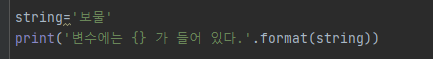 string='보물'
print('변수에는 {} 가 들어 있다.'.format(string))